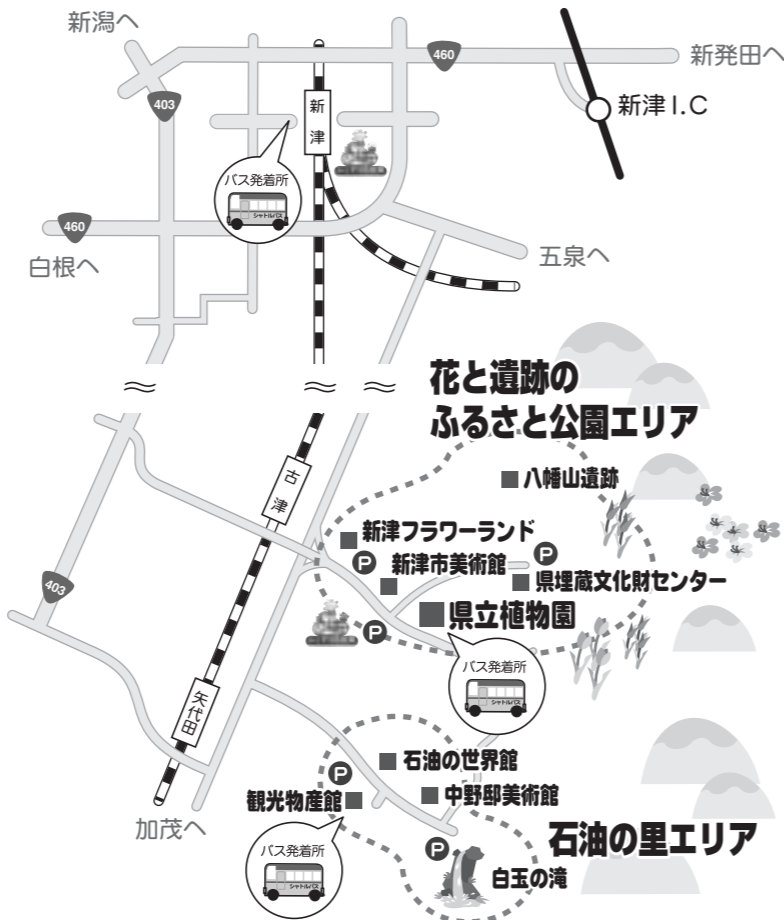 新潟へ
460
新発田へ
403
新津
新津I.C
バス発着所
シャトルバス
460
白根へ
五泉へ
花と遺跡の
ふるさと公園エリア
八幡山遺跡
古津
新津フラワーランド
P
新津市美術館
P
県埋蔵文化財センター
403
県立植物園
P
バス発着所
シャトルバス
矢代田
石油の世界館
P
観光物産館
中野邸美術館
加茂へ
石油の里エリア
バス発着所
シャトルバス
P
白玉の滝